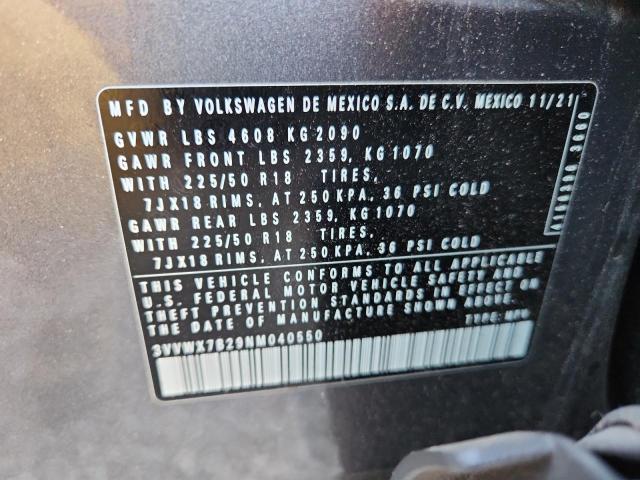 MFD BY VOLKSWAGEN DE MEXICO S.A. DE C.V. MEXICO 11/21
GVWR LBS 4608 KG 2090
GAWR FRONT LBS 2359, KG 1070
WITH 225/50 R18 TIRES,
7JX18 RIMS, AT 250 KPA, 36 PSI COLD
GAWR REAR LBS 2359, KG 1070
WITH 225/50 R18 TIRES,
7JX18 RIMS, AT 250 KPA, 36 PSI COLD
THIS VEHICLE CONFORMS TO ALL APPLICABLE
U.S. FEDERAL MOTOR VEHICLE SAFETY AND
THEFT PREVENTION STANDARDS IN EFFECT ON
THE DATE OF MANUFACTURE SHOWN ABOVE.
3VVWX7B29NM040550
TYPE: MPV
3660